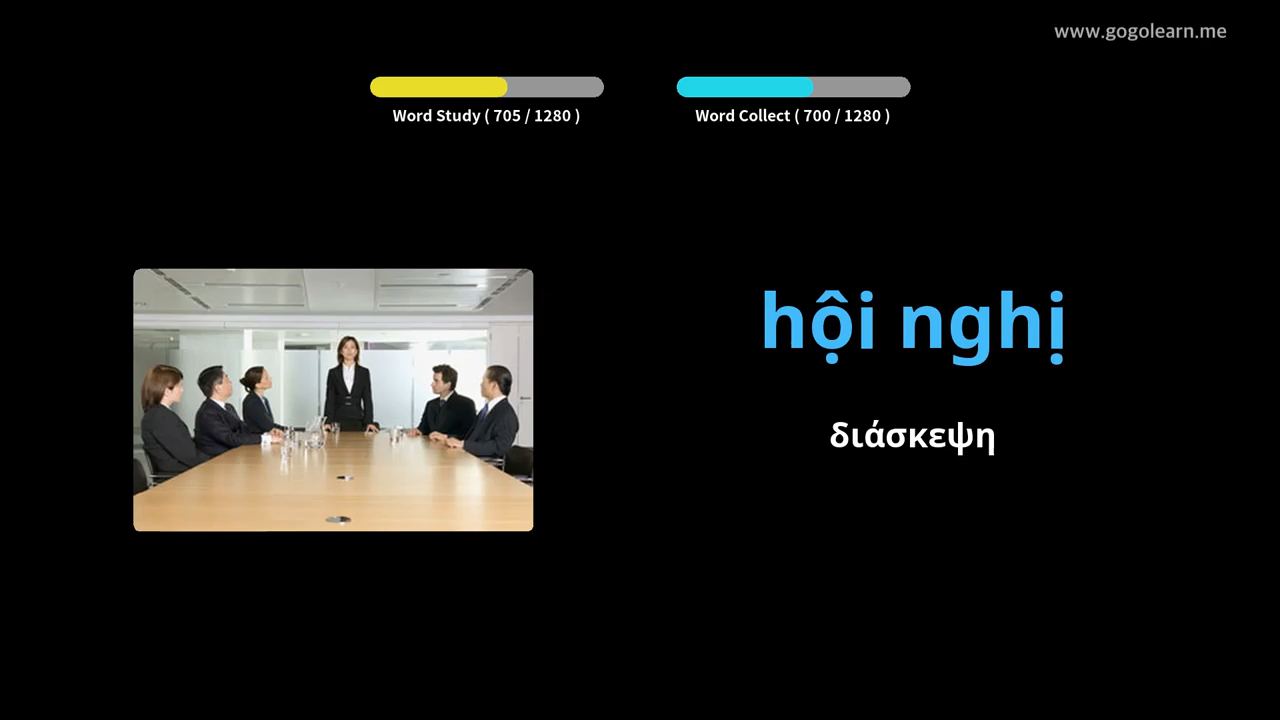 www.gogolearn.me
Word Study ( 705 / 1280 )
Word Collect ( 700 / 1280 )
hội nghị
διάσκεψη